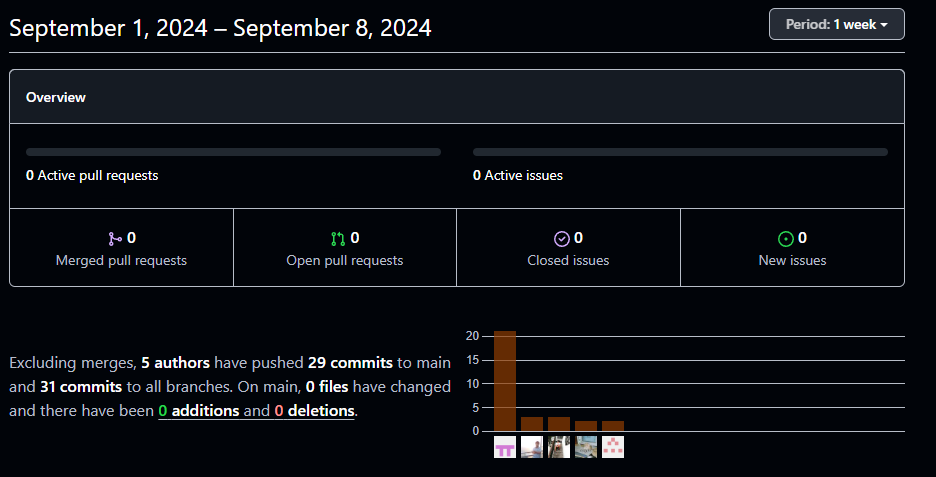 September 1, 2024 – September 8, 2024
Period: 1 week
Overview
0 Active pull requests
0 Active issues
0
Merged pull requests
0
Open pull requests
0
Closed issues
0
New issues
Excluding merges, 5 authors have pushed 29 commits to main
and 31 commits to all branches. On main, 0 files have changed
and there have been 0 additions and 0 deletions.
20
15
10
5
0